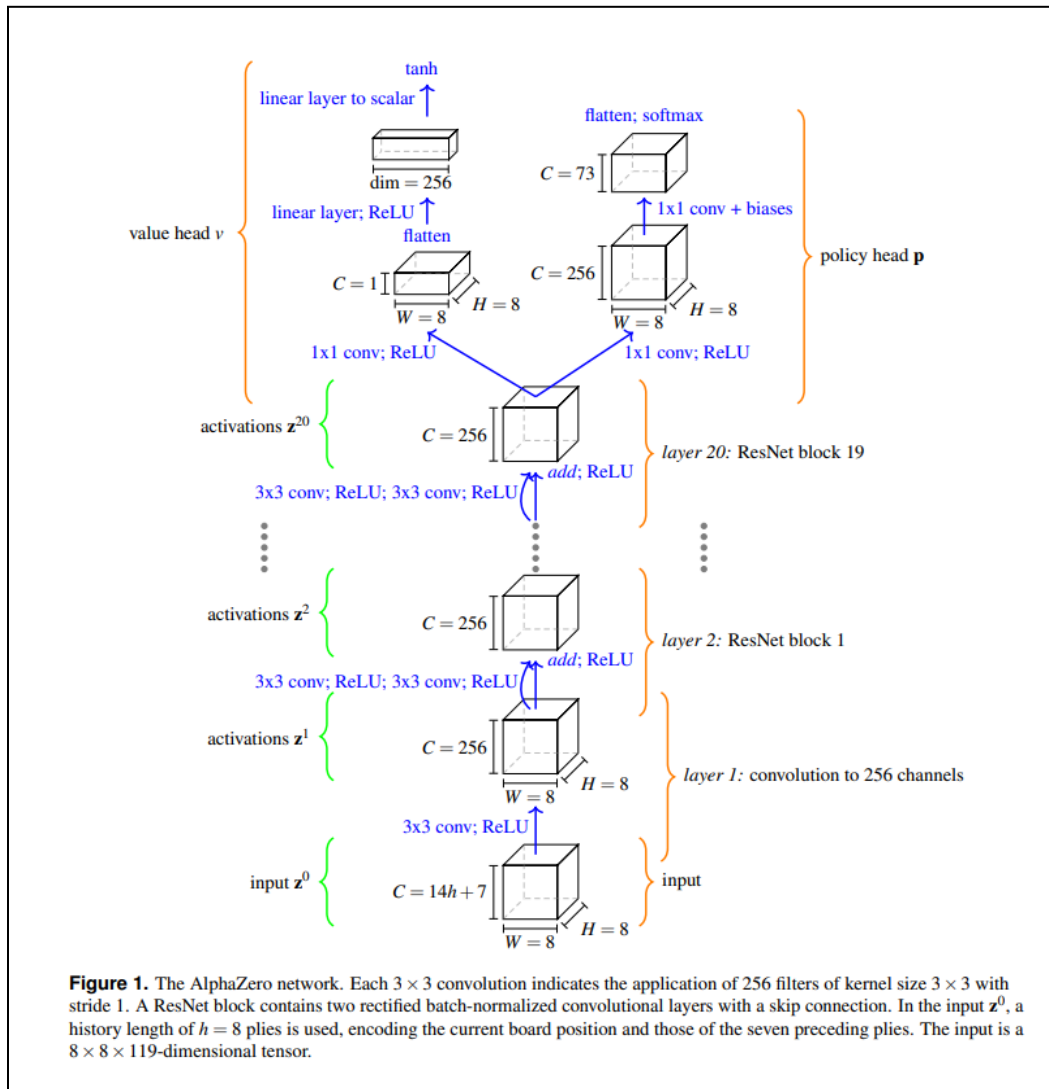 tanh
linear layer to scalar
dim = 256
linear layer; ReLU
flatten
value head v
C = 1
W = 8
H = 8
1x1 conv; ReLU
flatten; softmax
C = 73
1x1 conv + biases
C = 256
W = 8
H = 8
1x1 conv; ReLU
policy head p
activations z²⁰
C = 256
layer 20: ResNet block 19
add; ReLU
3x3 conv; ReLU; 3x3 conv; ReLU
activations z²
C = 256
layer 2: ResNet block 1
add; ReLU
3x3 conv; ReLU; 3x3 conv; ReLU
activations z¹
C = 256
W = 8
H = 8
layer 1: convolution to 256 channels
3x3 conv; ReLU
input z⁰
C = 14h + 7
W = 8
H = 8
input
Figure 1. The AlphaZero network. Each 3 × 3 convolution indicates the application of 256 filters of kernel size 3 × 3 with
stride 1. A ResNet block contains two rectified batch-normalized convolutional layers with a skip connection. In the input z⁰, a
history length of h = 8 plies is used, encoding the current board position and those of the seven preceding plies. The input is a
8 × 8 × 119-dimensional tensor.